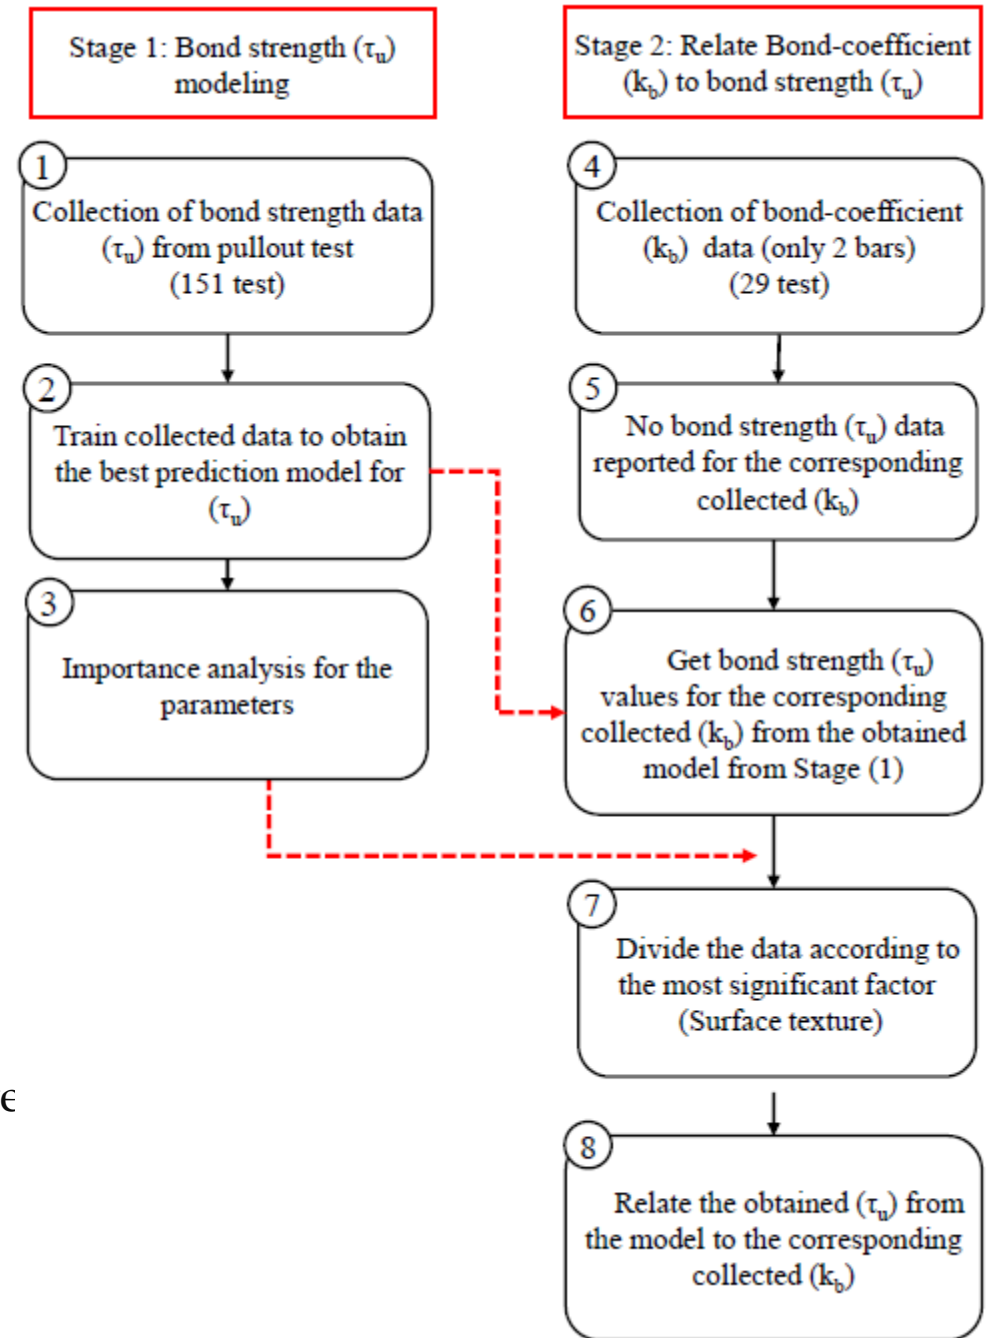 Stage 1: Bond strength (τu)
modeling
1
Collection of bond strength data
(τu) from pullout test
(151 test)
2
Train collected data to obtain
the best prediction model for
(τu)
3
Importance analysis for the
parameters
Stage 2: Relate Bond-coefficient
(kb) to bond strength (τu)
4
Collection of bond-coefficient
(kb) data (only 2 bars)
(29 test)
5
No bond strength (τu) data
reported for the corresponding
collected (kb)
6
Get bond strength (τu)
values for the corresponding
collected (kb) from the obtained
model from Stage (1)
7
Divide the data according to
the most significant factor
(Surface texture)
8
Relate the obtained (τu) from
the model to the corresponding
collected (kb)